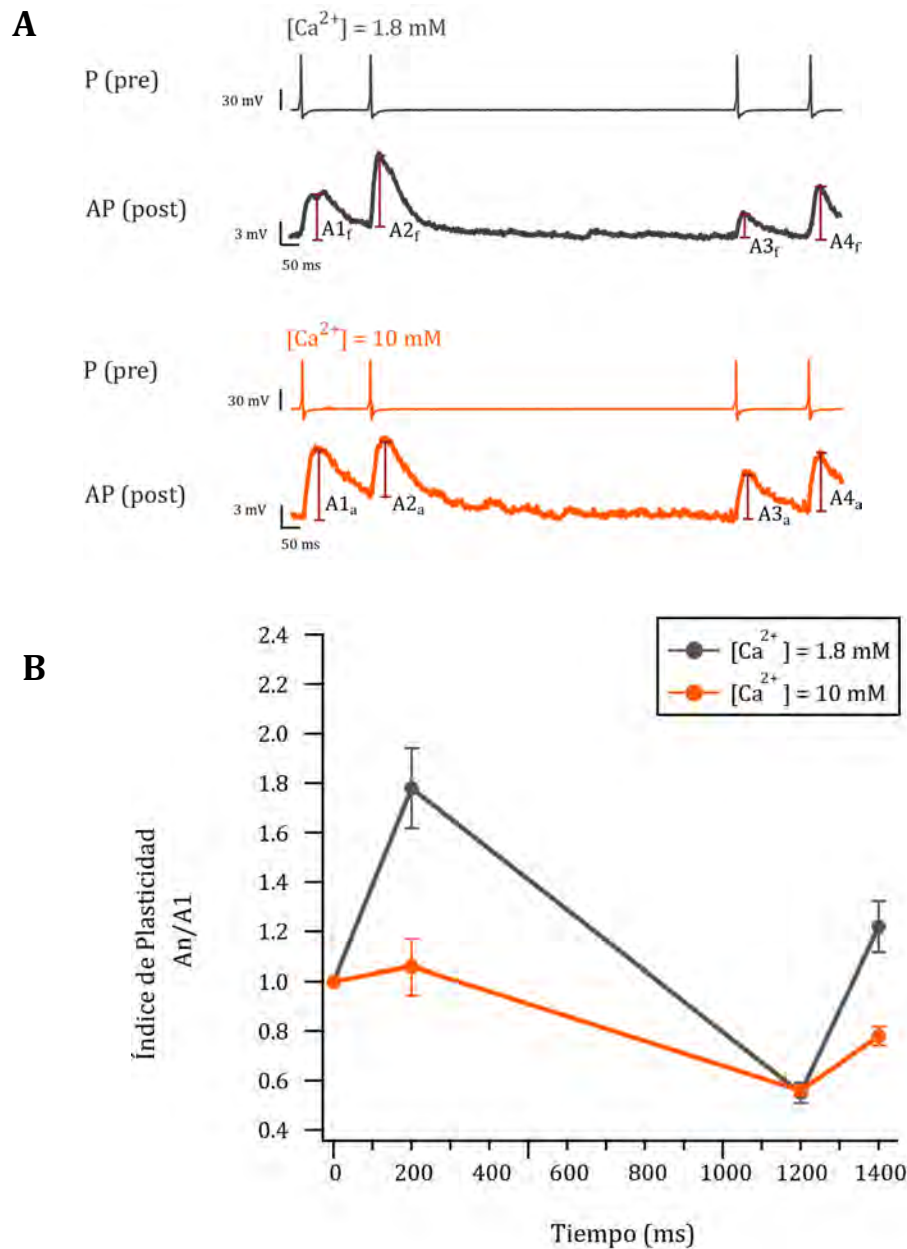 A
[Ca²⁺] = 1.8 mM
P (pre)
30 mV
AP (post)
A1f
A2f
A3f
A4f
3 mV
50 ms
[Ca²⁺] = 10 mM
P (pre)
30 mV
AP (post)
A1a
A2a
A3a
A4a
3 mV
50 ms
B
[Ca²⁺] = 1.8 mM
[Ca²⁺] = 10 mM
Índice de Plasticidad
An/A1
2.4
2.2
2.0
1.8
1.6
1.4
1.2
1.0
0.8
0.6
0.4
0 200 400 600 800 1000 1200 1400
Tiempo (ms)